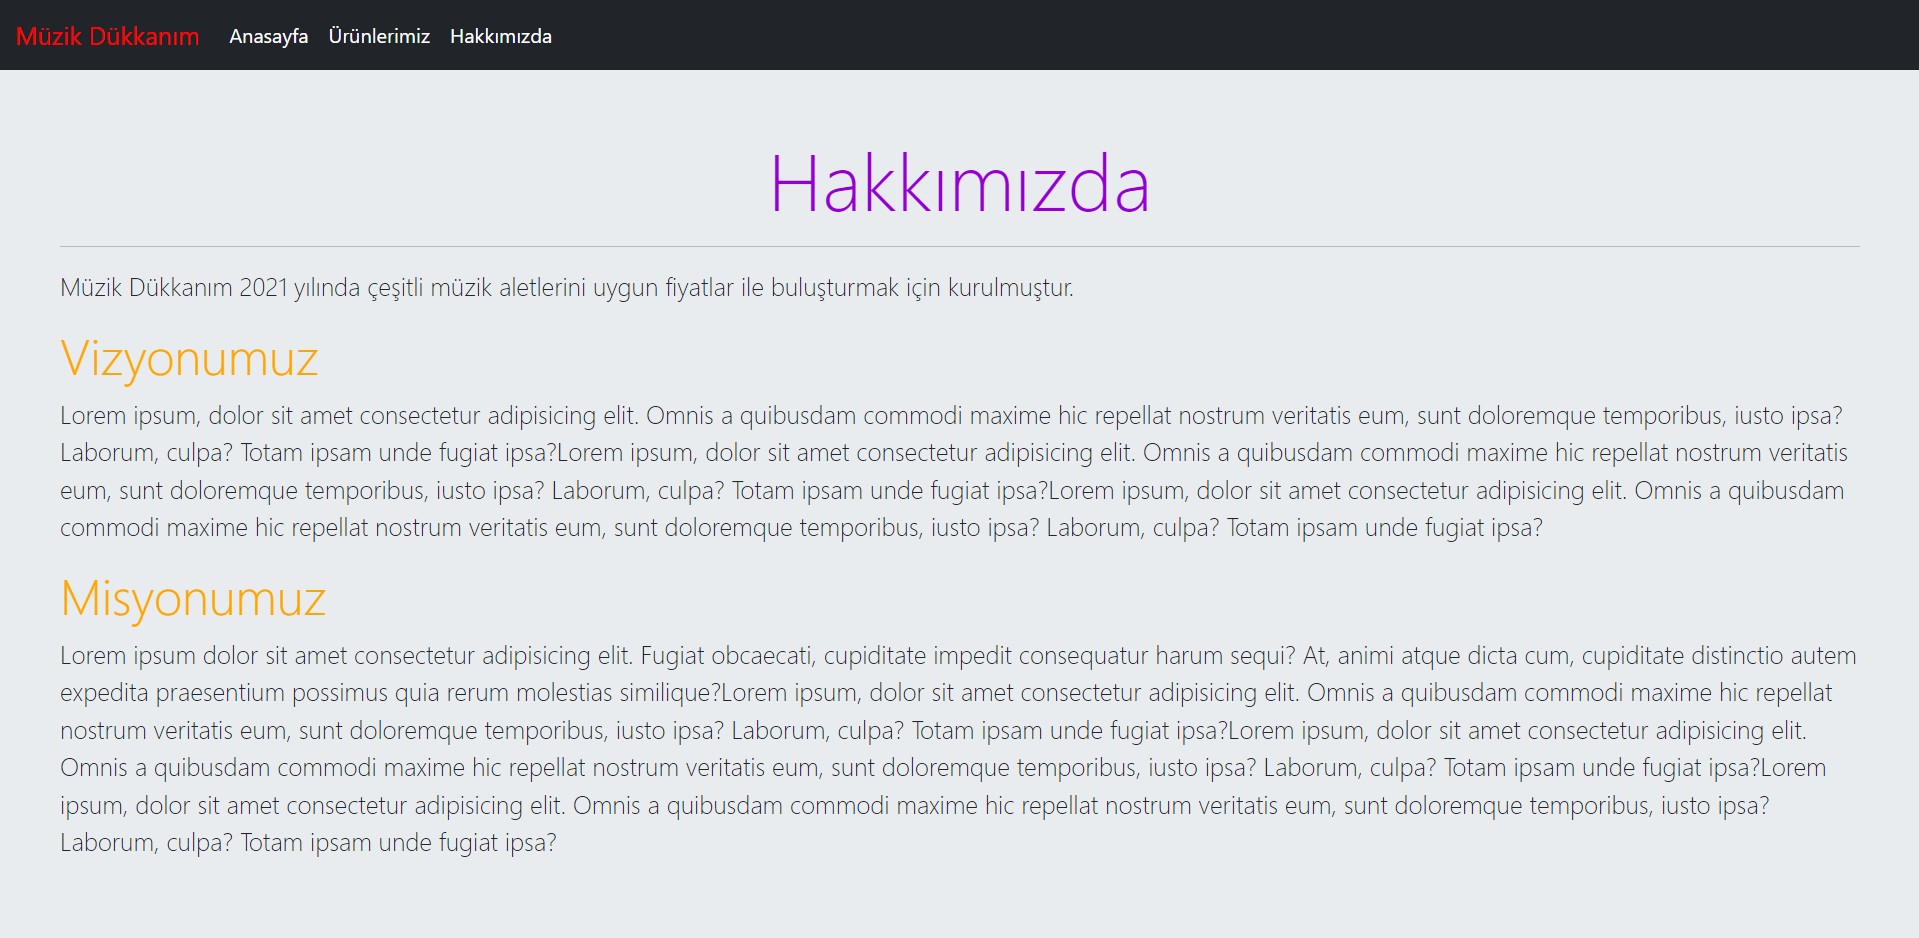 Müzik Dükkanım Anasayfa Ürünlerimiz Hakkımızda
Hakkımızda
Müzik Dükkanım 2021 yılında çeşitli müzik aletlerini uygun fiyatlar ile buluşturmak için kurulmuştur.
Vizyonumuz
Lorem ipsum, dolor sit amet consectetur adipisicing elit. Omnis a quibusdam commodi maxime hic repellat nostrum veritatis eum, sunt doloremque temporibus, iusto ipsa?
Laborum, culpa? Totam ipsam unde fugiat ipsa?Lorem ipsum, dolor sit amet consectetur adipisicing elit. Omnis a quibusdam commodi maxime hic repellat nostrum veritatis
eum, sunt doloremque temporibus, iusto ipsa? Laborum, culpa? Totam ipsam unde fugiat ipsa?Lorem ipsum, dolor sit amet consectetur adipisicing elit. Omnis a quibusdam
commodi maxime hic repellat nostrum veritatis eum, sunt doloremque temporibus, iusto ipsa? Laborum, culpa? Totam ipsam unde fugiat ipsa?
Misyonumuz
Lorem ipsum dolor sit amet consectetur adipisicing elit. Fugiat obcaecati, cupiditate impedit consequatur harum sequi? At, animi atque dicta cum, cupiditate distinctio autem
expedita praesentium possimus quia rerum molestias similique?Lorem ipsum, dolor sit amet consectetur adipisicing elit. Omnis a quibusdam commodi maxime hic repellat
nostrum veritatis eum, sunt doloremque temporibus, iusto ipsa? Laborum, culpa? Totam ipsam unde fugiat ipsa?Lorem ipsum, dolor sit amet consectetur adipisicing elit.
Omnis a quibusdam commodi maxime hic repellat nostrum veritatis eum, sunt doloremque temporibus, iusto ipsa? Laborum, culpa? Totam ipsam unde fugiat ipsa?Lorem
ipsum, dolor sit amet consectetur adipisicing elit. Omnis a quibusdam commodi maxime hic repellat nostrum veritatis eum, sunt doloremque temporibus, iusto ipsa?
Laborum, culpa? Totam ipsam unde fugiat ipsa?